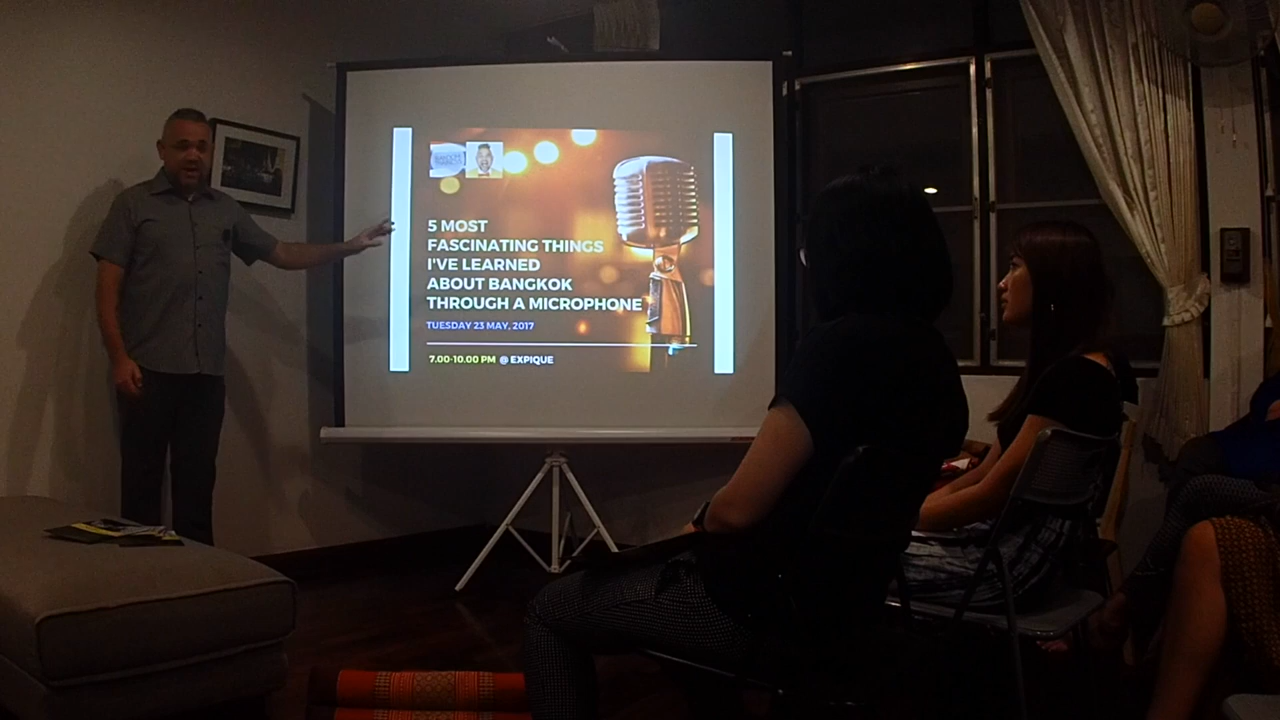 5 MOST
FASCINATING THINGS
I'VE LEARNED
ABOUT BANGKOK
THROUGH A MICROPHONE
TUESDAY 23 MAY, 2017
7.00-10.00 PM @ EXPIQUE